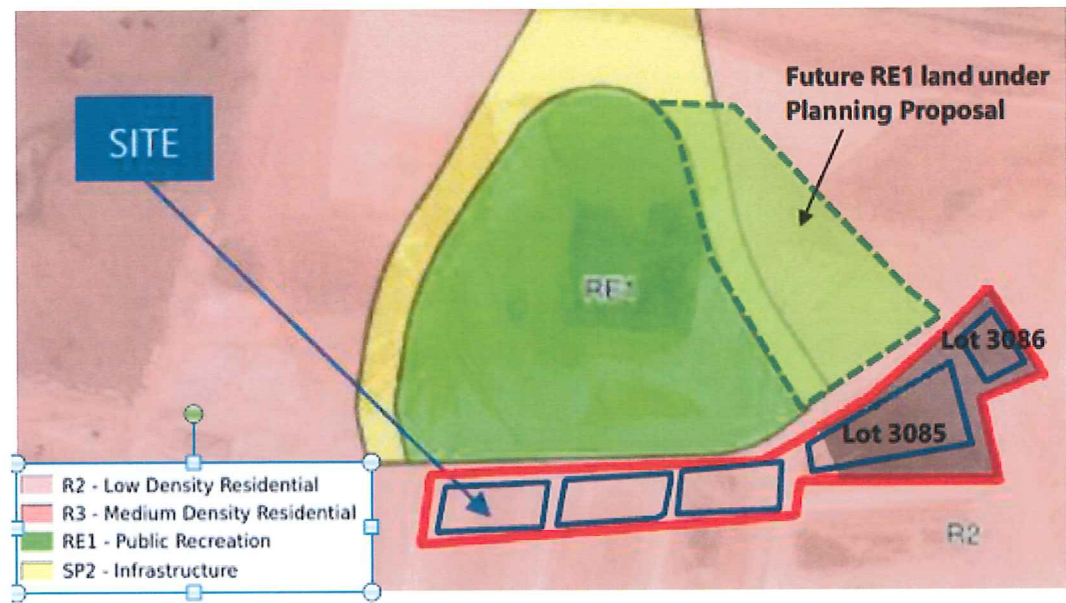 Future RE1 land under
Planning Proposal
SITE
RE1
Lot 3086
Lot 3085
R2 - Low Density Residential
R3 - Medium Density Residential
RE1 - Public Recreation
SP2 - Infrastructure
R2